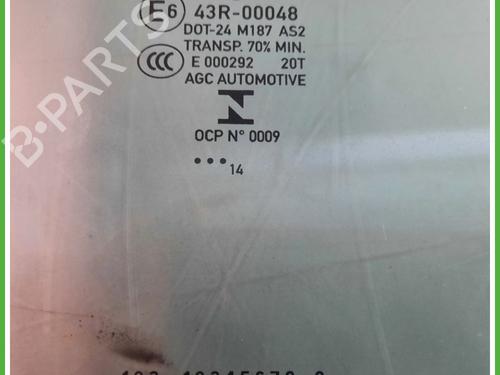 E6 43R-00048
DOT-24 M187 AS2
TRANSP. 70% MIN.
CCC E 000292 20T
AGC AUTOMOTIVE
N
OCP N° 0009
•••14
B-PARTS